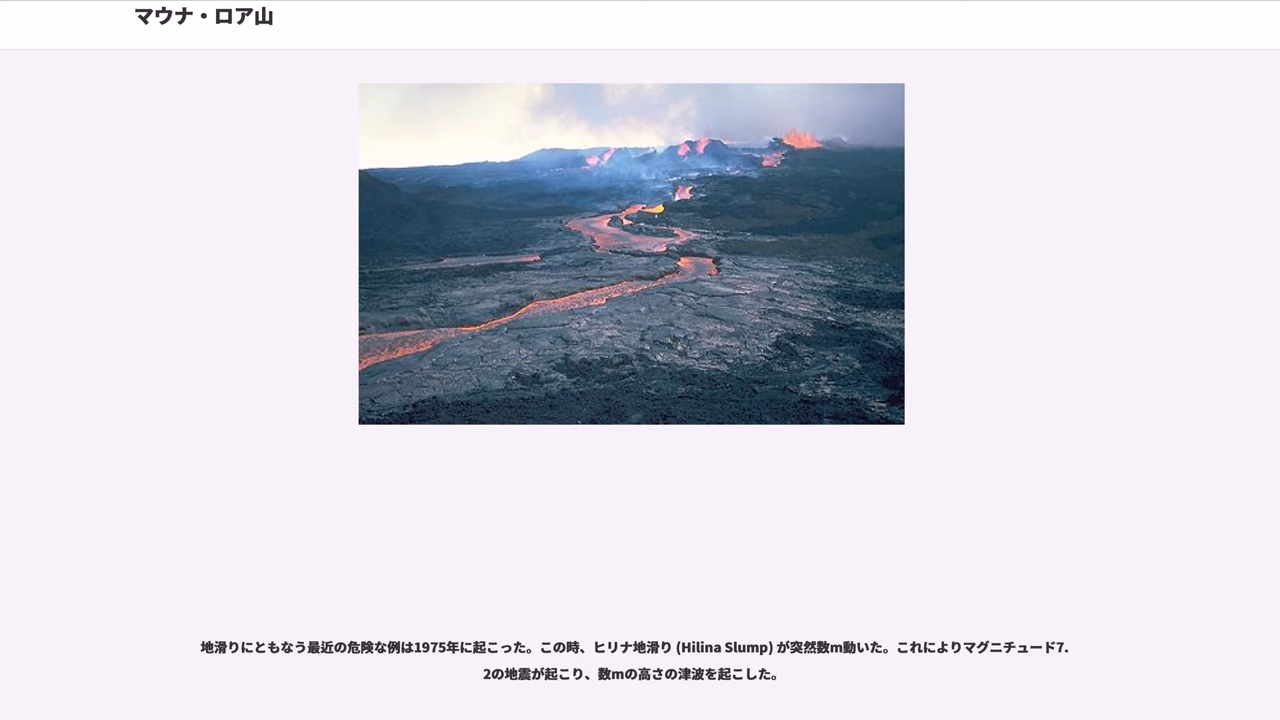 マウナ・ロア山
地滑りにともなう最近の危険な例は1975年に起こった。この時、ヒリナ地滑り (Hilina Slump) が突然数m動いた。これによりマグニチュード7.
2の地震が起こり、数mの高さの津波を起こした。